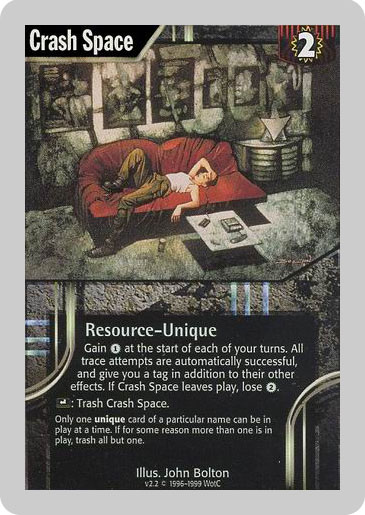 Crash Space
2
Resource–Unique
Gain 1 at the start of each of your turns. All
trace attempts are automatically successful,
and give you a tag in addition to their other
effects. If Crash Space leaves play, lose 2.
: Trash Crash Space.
Only one unique card of a particular name can be in
play at a time. If for some reason more than one is in
play, trash all but one.
Illus. John Bolton
v2.2 © 1996–1999 WotC